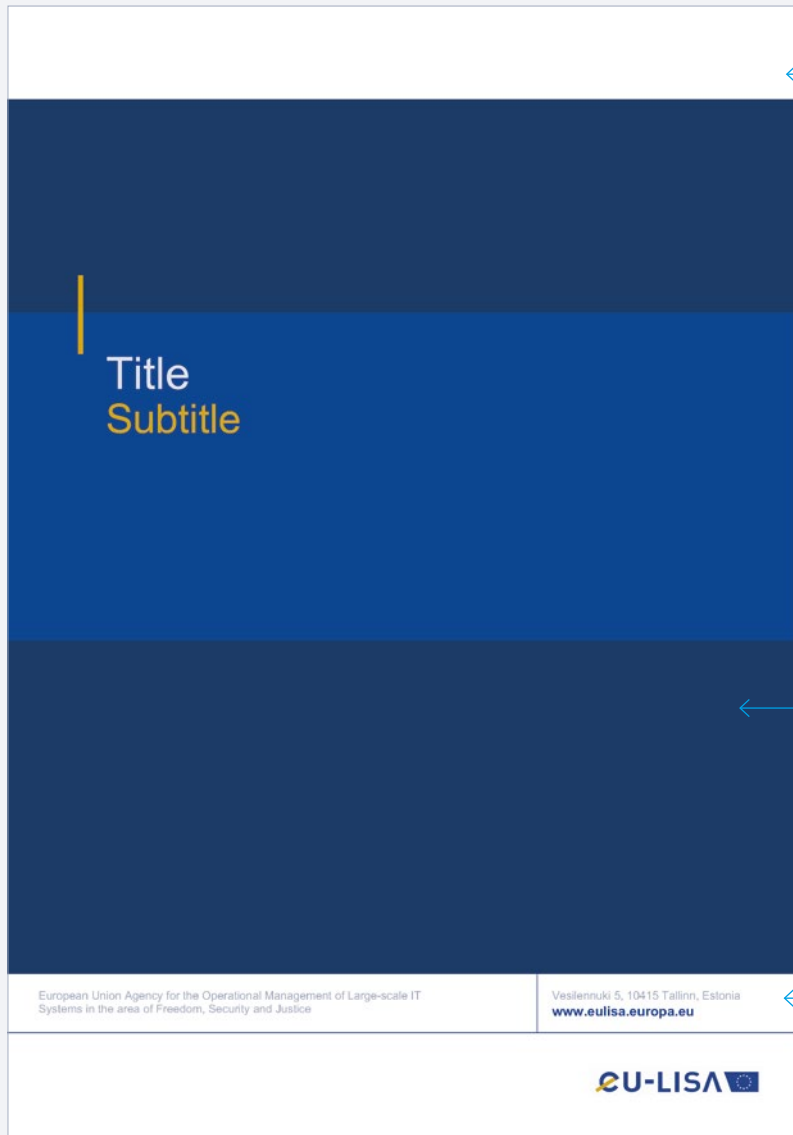 Title
Subtitle
European Union Agency for the Operational Management of Large-scale IT
Systems in the area of Freedom, Security and Justice
Vesilennuki 5, 10415 Tallinn, Estonia
www.eulisa.europa.eu
eU-LISA